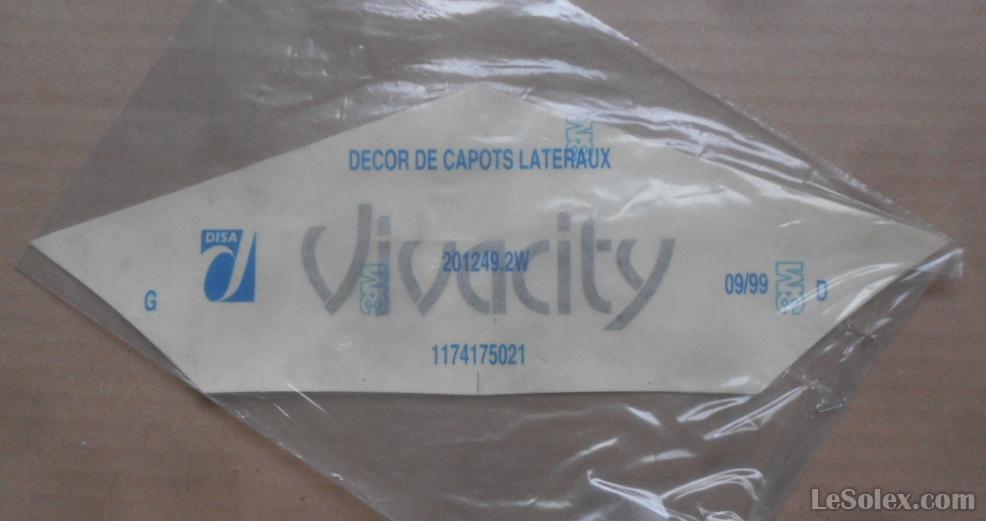 3M
DECOR DE CAPOTS LATERAUX
DISA
Vivacity
201249.2W
3M
09/99
3M
G
D
1174175021
LeSolex.com